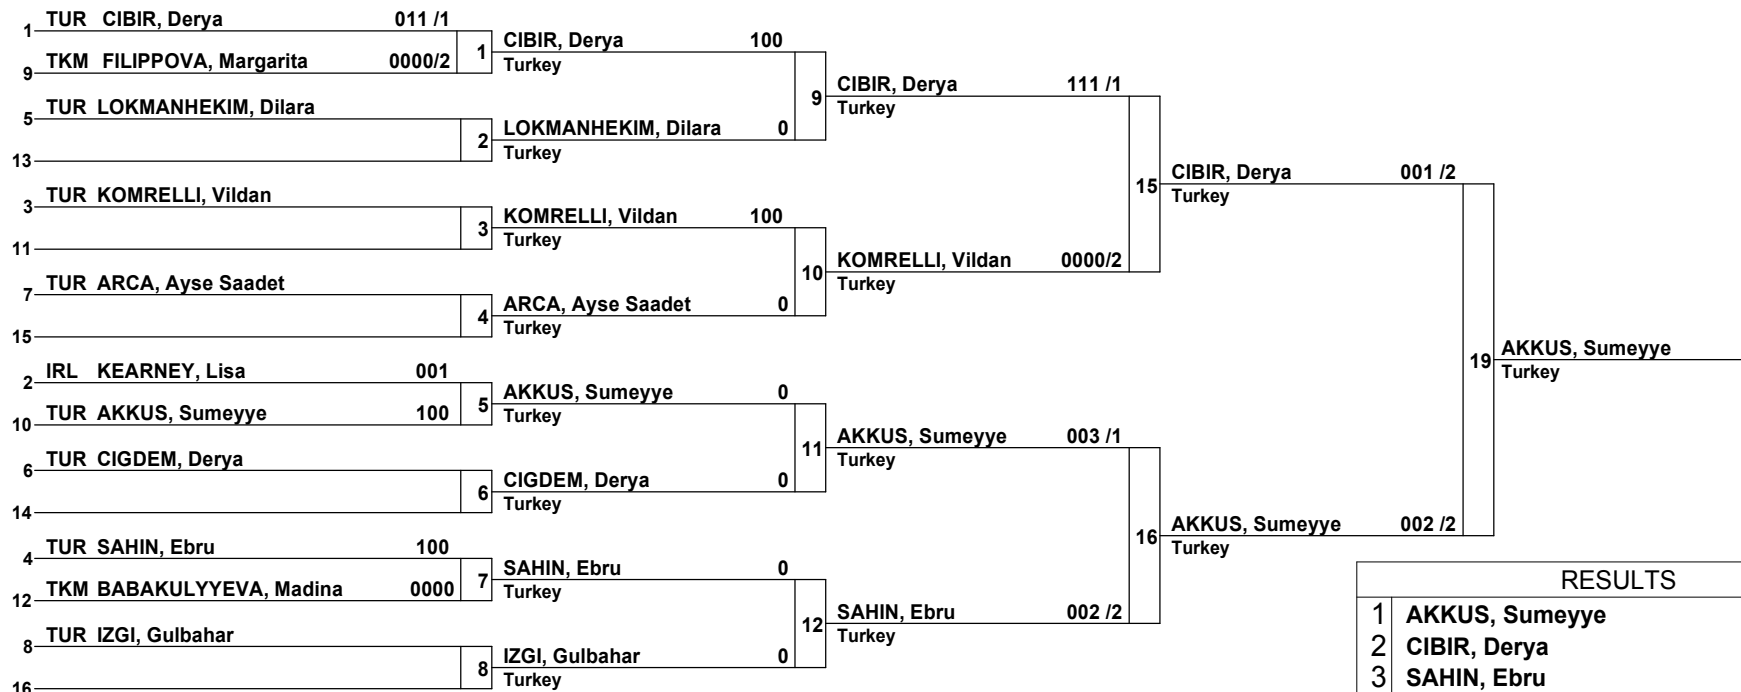 TUR CIBIR, Derya 011 /1
1
TKM FILIPPOVA, Margarita 0000/2
9
1
CIBIR, Derya 100
Turkey
TUR LOKMANHEKIM, Dilara
5
13
2
LOKMANHEKIM, Dilara 0
Turkey
9
CIBIR, Derya 111 /1
Turkey
TUR KOMRELLI, Vildan
3
11
3
KOMRELLI, Vildan 100
Turkey
TUR ARCA, Ayse Saadet
7
15
4
ARCA, Ayse Saadet 0
Turkey
10
KOMRELLI, Vildan 0000/2
Turkey
15
CIBIR, Derya 001 /2
Turkey
IRL KEARNEY, Lisa 001
2
TUR AKKUS, Sumeyye 100
10
5
AKKUS, Sumeyye 0
Turkey
TUR CIGDEM, Derya
6
14
6
CIGDEM, Derya 0
Turkey
11
AKKUS, Sumeyye 003 /1
Turkey
TUR SAHIN, Ebru 100
4
TKM BABAKULYYEVA, Madina 0000
12
7
SAHIN, Ebru 0
Turkey
TUR IZGI, Gulbahar
8
16
8
IZGI, Gulbahar 0
Turkey
12
SAHIN, Ebru 002 /2
Turkey
16
AKKUS, Sumeyye 002 /2
Turkey
19
AKKUS, Sumeyye
Turkey
RESULTS
1 AKKUS, Sumeyye
2 CIBIR, Derya
3 SAHIN, Ebru